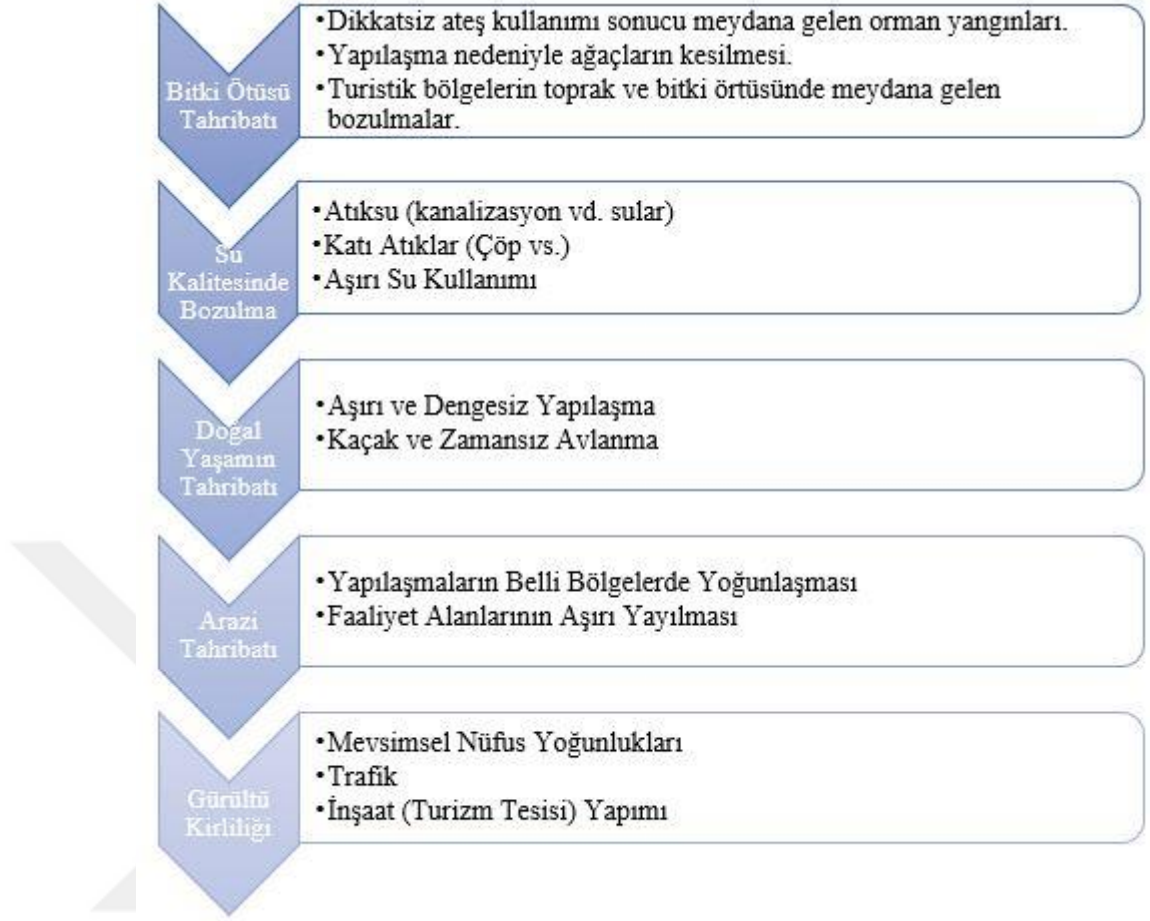 Bitki Ötüsü
Tahribatı
•Dikkatsiz ateş kullanımı sonucu meydana gelen orman yangınları.
•Yapılaşma nedeniyle ağaçların kesilmesi.
•Turistik bölgelerin toprak ve bitki örtüsünde meydana gelen
bozulmalar.
Su
Kalitesinde
Bozulma
•Atıksu (kanalizasyon vd. sular)
•Katı Atıklar (Çöp vs.)
•Aşırı Su Kullanımı
Doğal
Yaşamın
Tahribatı
•Aşırı ve Dengesiz Yapılaşma
•Kaçak ve Zamansız Avlanma
Arazi
Tahribatı
•Yapılaşmaların Belli Bölgelerde Yoğunlaşması
•Faaliyet Alanlarının Aşırı Yayılması
Gürültü
Kirliliği
•Mevsimsel Nüfus Yoğunlukları
•Trafik
•İnşaat (Turizm Tesisi) Yapımı